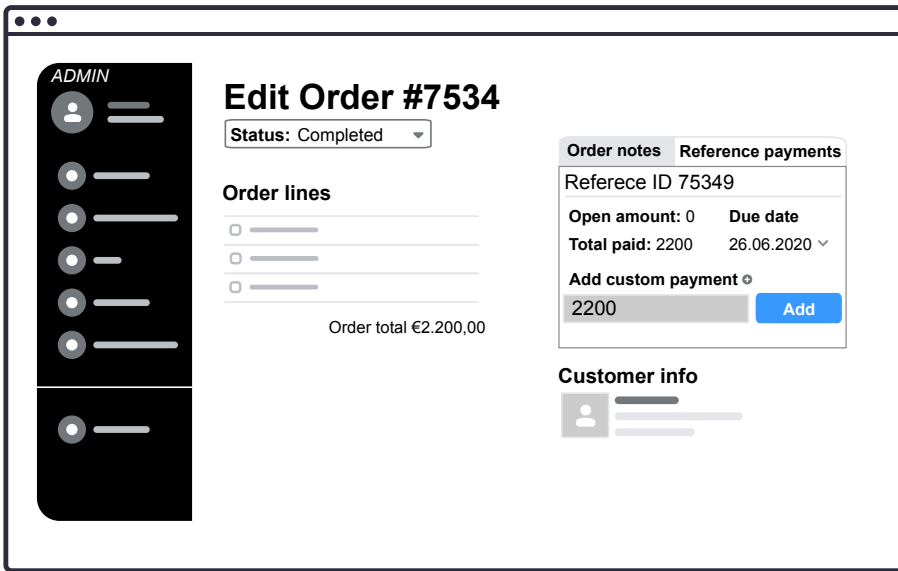 ADMIN
Edit Order #7534
Status: Completed
Order lines
Order total €2.200,00
Order notes Reference payments
Referece ID 75349
Open amount: 0 Due date
Total paid: 2200 26.06.2020
Add custom payment
2200 Add
Customer info